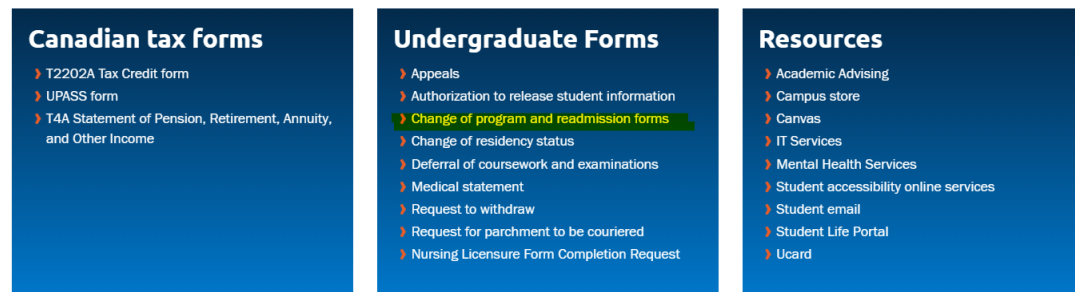 Canadian tax forms
T2202A Tax Credit form
UPASS form
T4A Statement of Pension, Retirement, Annuity,
and Other Income
Undergraduate Forms
Appeals
Authorization to release student information
Change of program and readmission forms
Change of residency status
Deferral of coursework and examinations
Medical statement
Request to withdraw
Request for parchment to be couriered
Nursing Licensure Form Completion Request
Resources
Academic Advising
Campus store
Canvas
IT Services
Mental Health Services
Student accessibility online services
Student email
Student Life Portal
Ucard